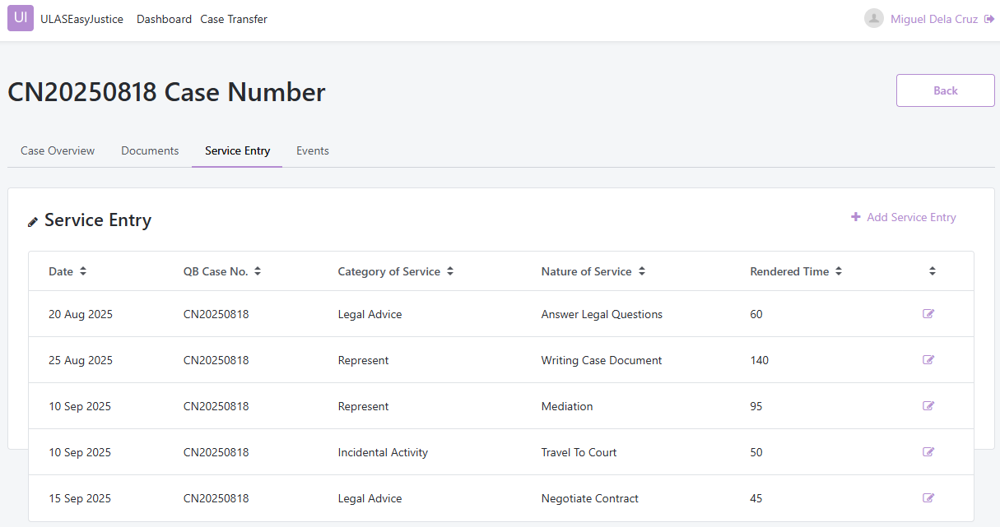 UI ULASEasyJustice Dashboard Case Transfer Miguel Dela Cruz
CN20250818 Case Number Back
Case Overview Documents Service Entry Events
Service Entry Add Service Entry
Date QB Case No. Category of Service Nature of Service Rendered Time
20 Aug 2025 CN20250818 Legal Advice Answer Legal Questions 60
25 Aug 2025 CN20250818 Represent Writing Case Document 140
10 Sep 2025 CN20250818 Represent Mediation 95
10 Sep 2025 CN20250818 Incidental Activity Travel To Court 50
15 Sep 2025 CN20250818 Legal Advice Negotiate Contract 45